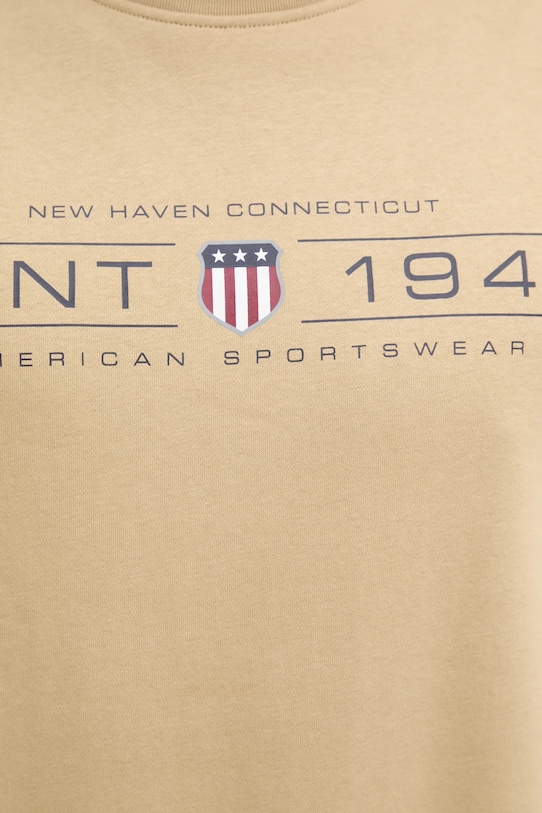 NEW HAVEN CONNECTICUT
NT 194
MERICAN SPORTSWEAR